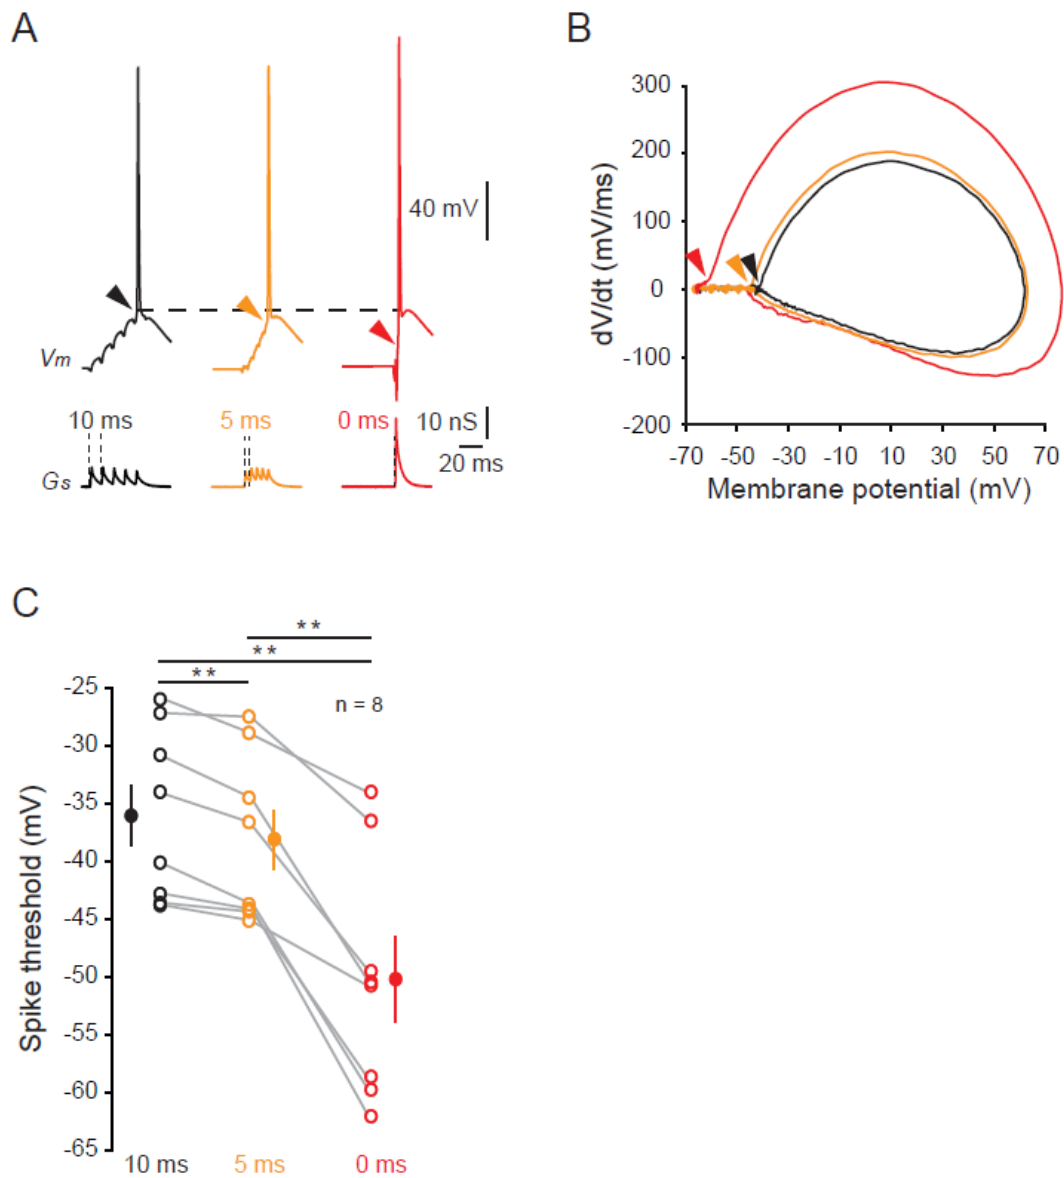 A
40 mV
Vm
10 ms
5 ms
0 ms
10 nS
20 ms
Gs
B
300
200
100
0
-100
-200
dV/dt (mV/ms)
-70 -50 -30 -10 10 30 50 70
Membrane potential (mV)
C
**
**
**
n = 8
-25
-30
-35
-40
-45
-50
-55
-60
-65
Spike threshold (mV)
10 ms 5 ms 0 ms